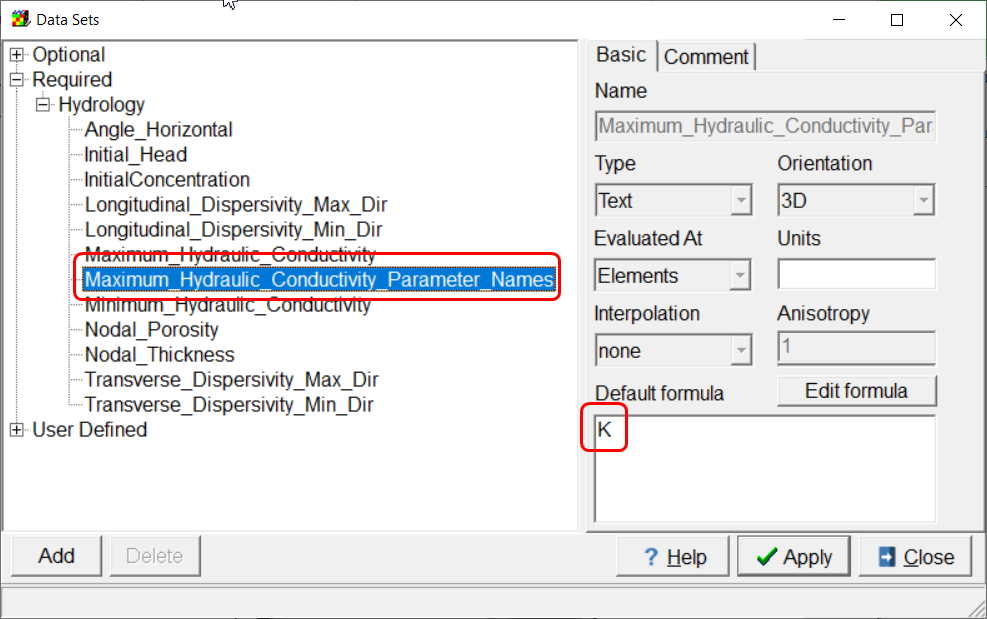 Data Sets
Optional
Required
Hydrology
Angle_Horizontal
Initial_Head
InitialConcentration
Longitudinal_Dispersivity_Max_Dir
Longitudinal_Dispersivity_Min_Dir
Maximum_Hydraulic_Conductivity
Maximum_Hydraulic_Conductivity_Parameter_Names
Minimum_Hydraulic_Conductivity
Nodal_Porosity
Nodal_Thickness
Transverse_Dispersivity_Max_Dir
Transverse_Dispersivity_Min_Dir
User Defined
Basic Comment
Name
Maximum_Hydraulic_Conductivity_Par
Type Orientation
Text 3D
Evaluated At Units
Elements
Interpolation Anisotropy
none 1
Default formula Edit formula
K
Add Delete ? Help Apply Close